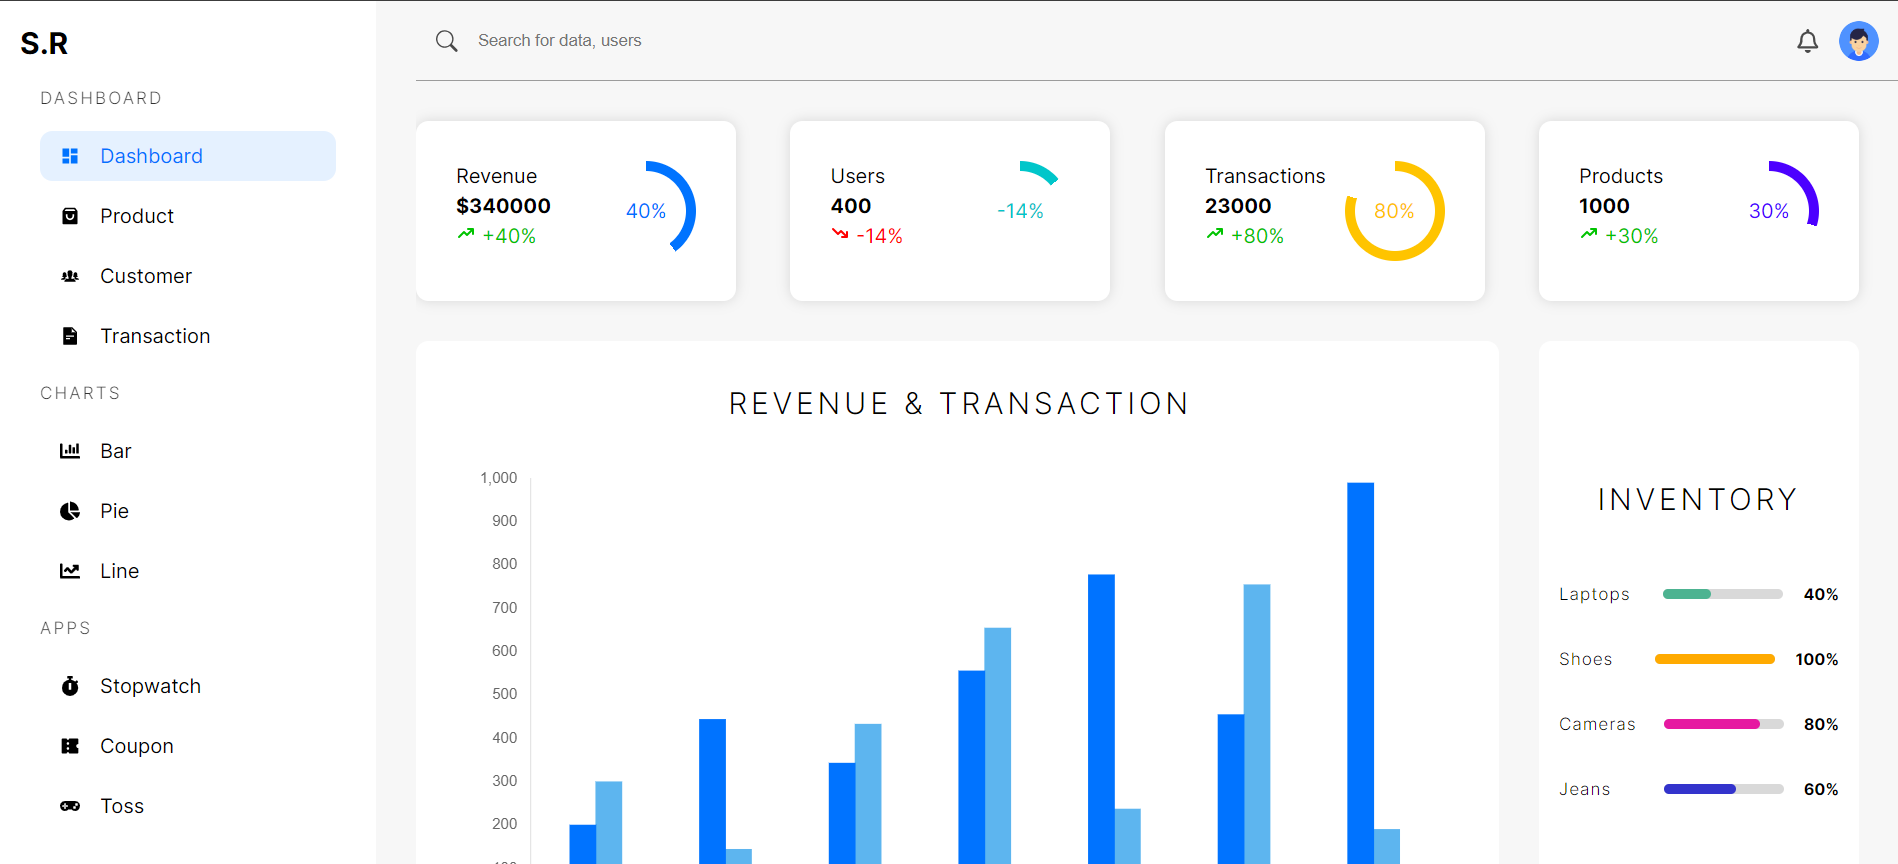 S.R
Search for data, users
DASHBOARD
Dashboard
Product
Customer
Transaction
CHARTS
Bar
Pie
Line
APPS
Stopwatch
Coupon
Toss
Revenue
$340000
+40%
40%
Users
400
-14%
-14%
Transactions
23000
+80%
80%
Products
1000
+30%
30%
REVENUE & TRANSACTION
1,000
900
800
700
600
500
400
300
200
INVENTORY
Laptops 40%
Shoes 100%
Cameras 80%
Jeans 60%